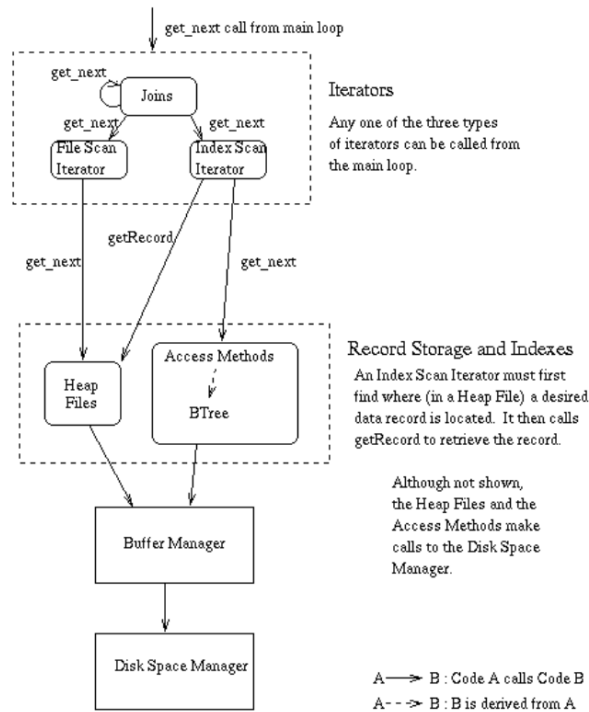 get_next call from main loop
get_next
Joins
get_next
get_next
File Scan
Iterator
Index Scan
Iterator
Iterators
Any one of the three types
of iterators can be called from
the main loop.
getRecord
get_next
get_next
Access Methods
BTree
Heap
Files
Record Storage and Indexes
An Index Scan Iterator must first
find where (in a Heap File) a desired
data record is located. It then calls
getRecord to retrieve the record.
Although not shown,
the Heap Files and the
Access Methods make
calls to the Disk Space
Manager.
Buffer Manager
Disk Space Manager
A B : Code A calls Code B
A B : B is derived from A